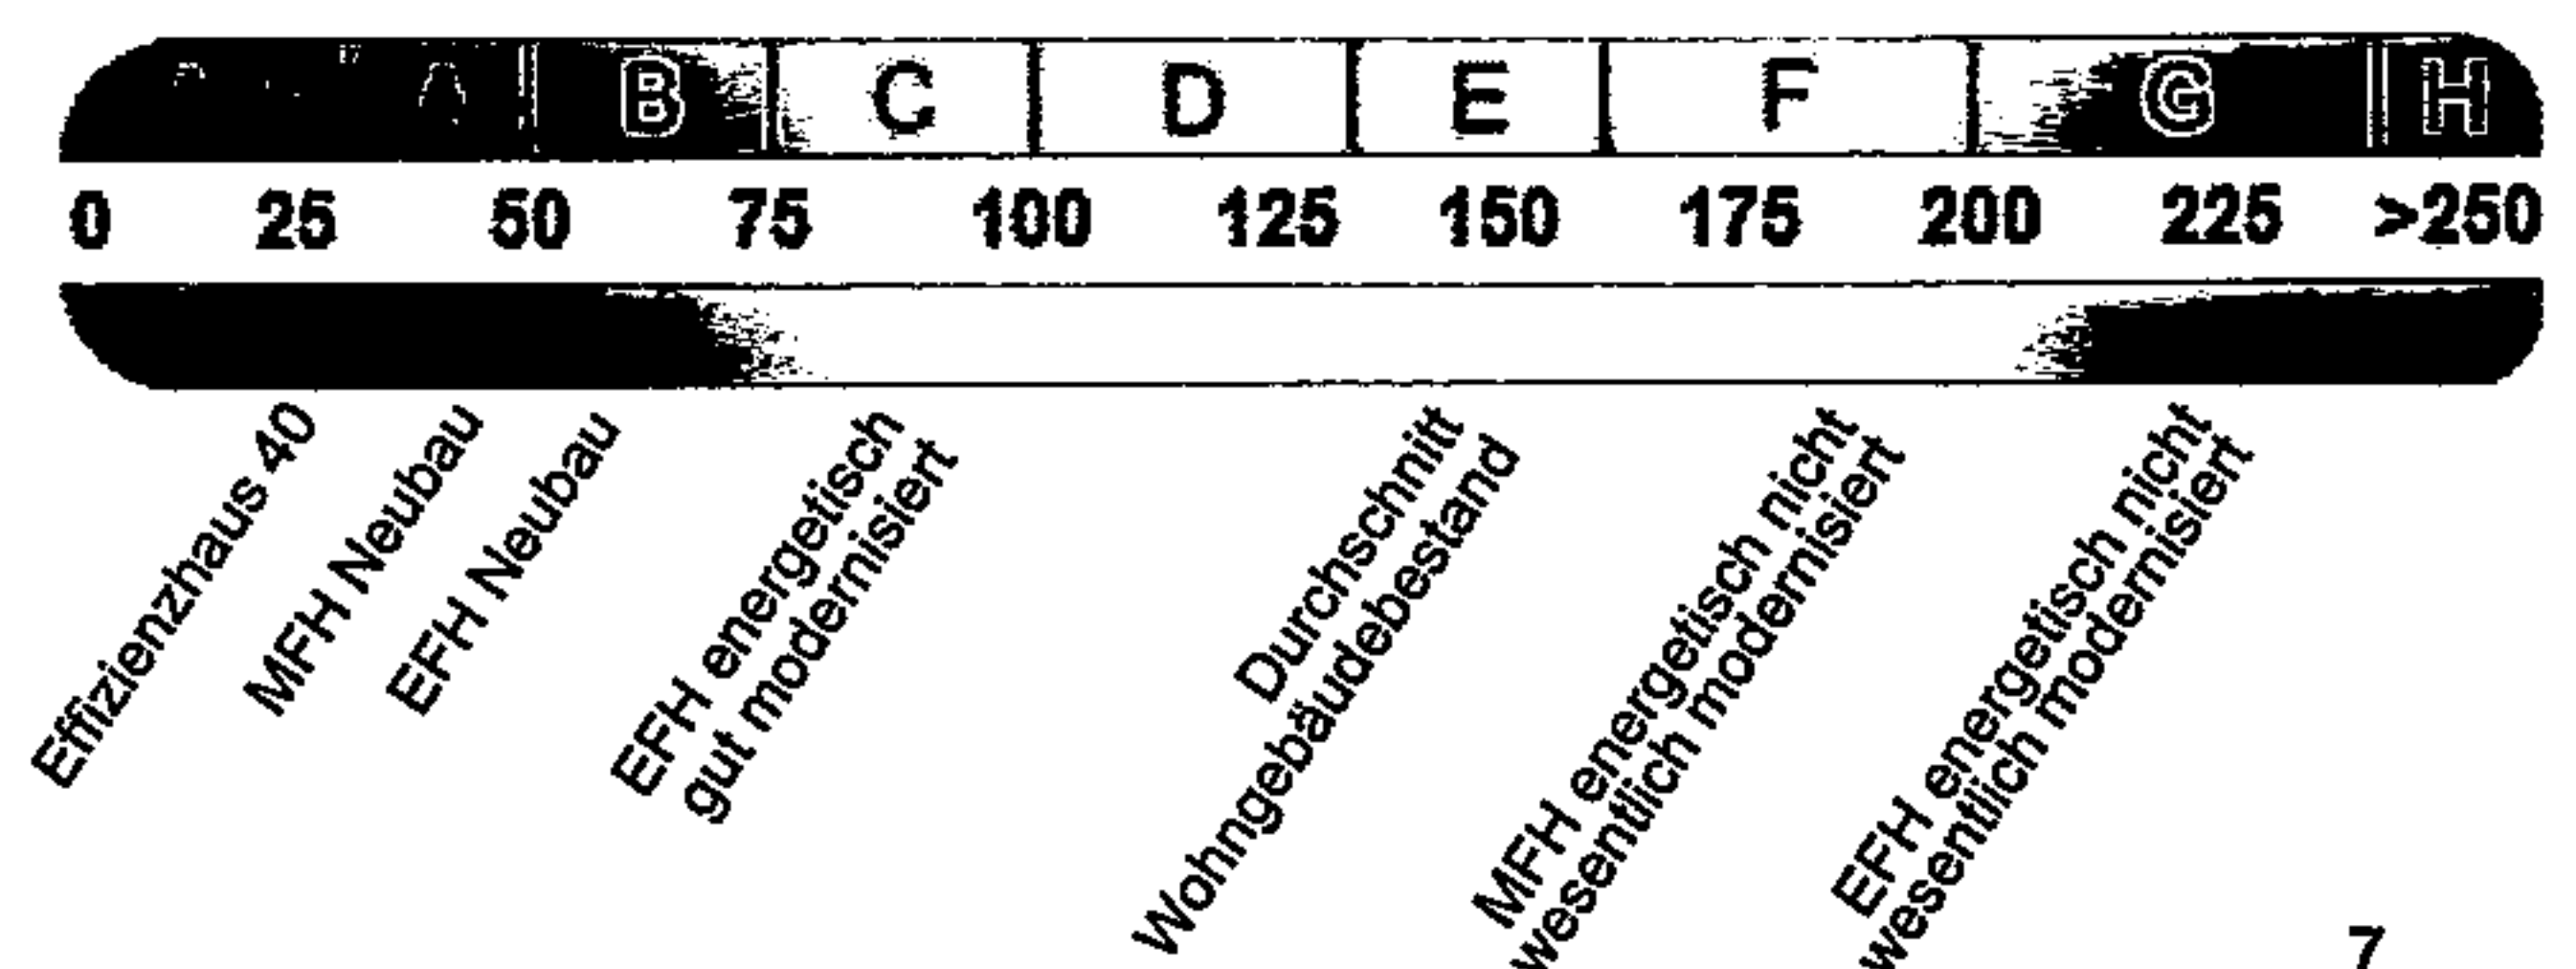 A B C D E F G H
0 25 50 75 100 125 150 175 200 225 >250
Effizienzhaus 40
MFH Neubau
EFH Neubau
EFH energetisch
gut modernisiert
Durchschnitt
Wohngebäudebestand
MFH energetisch nicht
wesentlich modernisiert
EFH energetisch nicht
wesentlich modernisiert
7